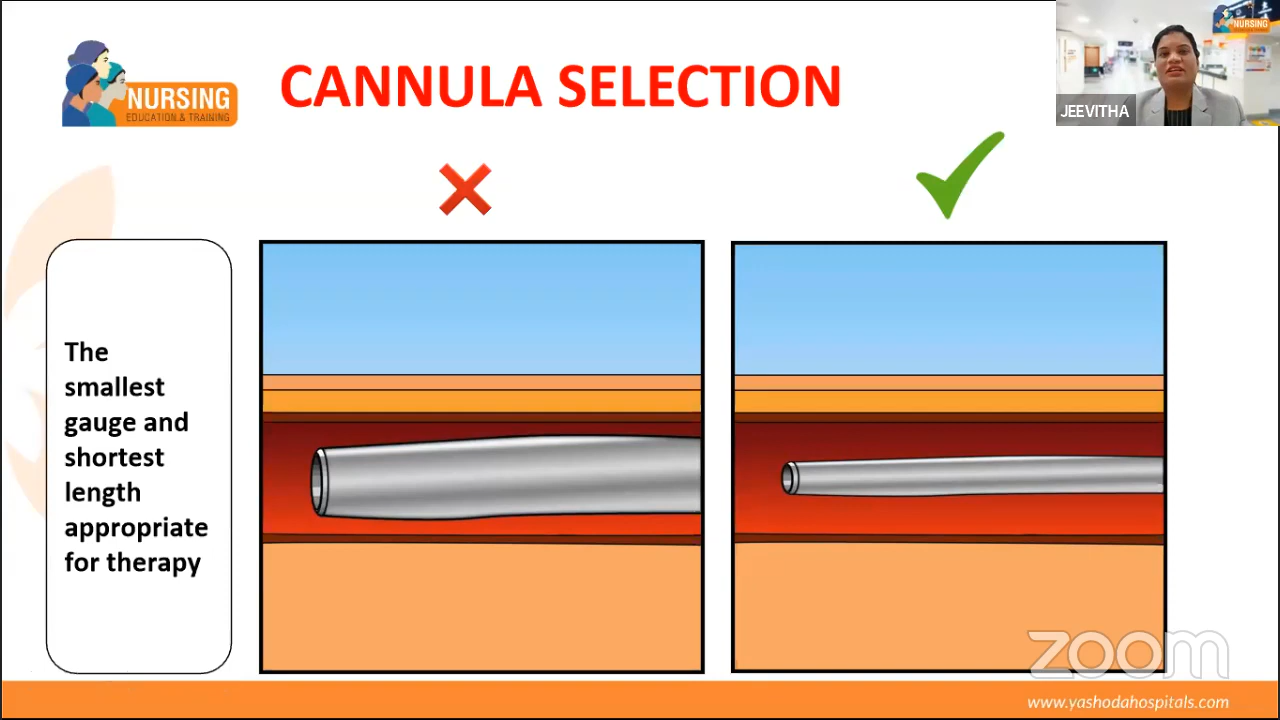 NURSING
EDUCATION & TRAINING
CANNULA SELECTION
NURSING
JEEVITHA
The
smallest
gauge and
shortest
length
appropriate
for therapy
zoom
www.yashodahospitals.com